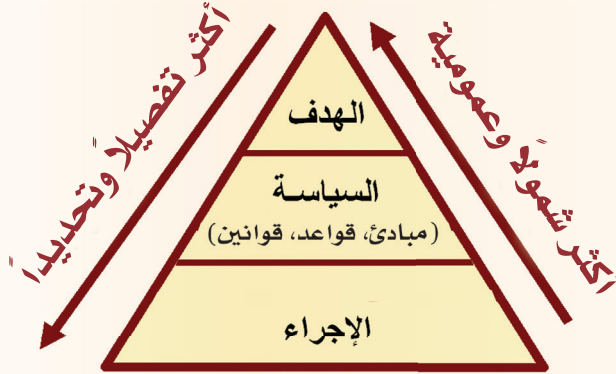 أكثر تفصيلاً وتحديداً
أكثر شمولاً وعمومية
الهدف
السياسة
(مبادئ، قواعد، قوانين)
الإجراء